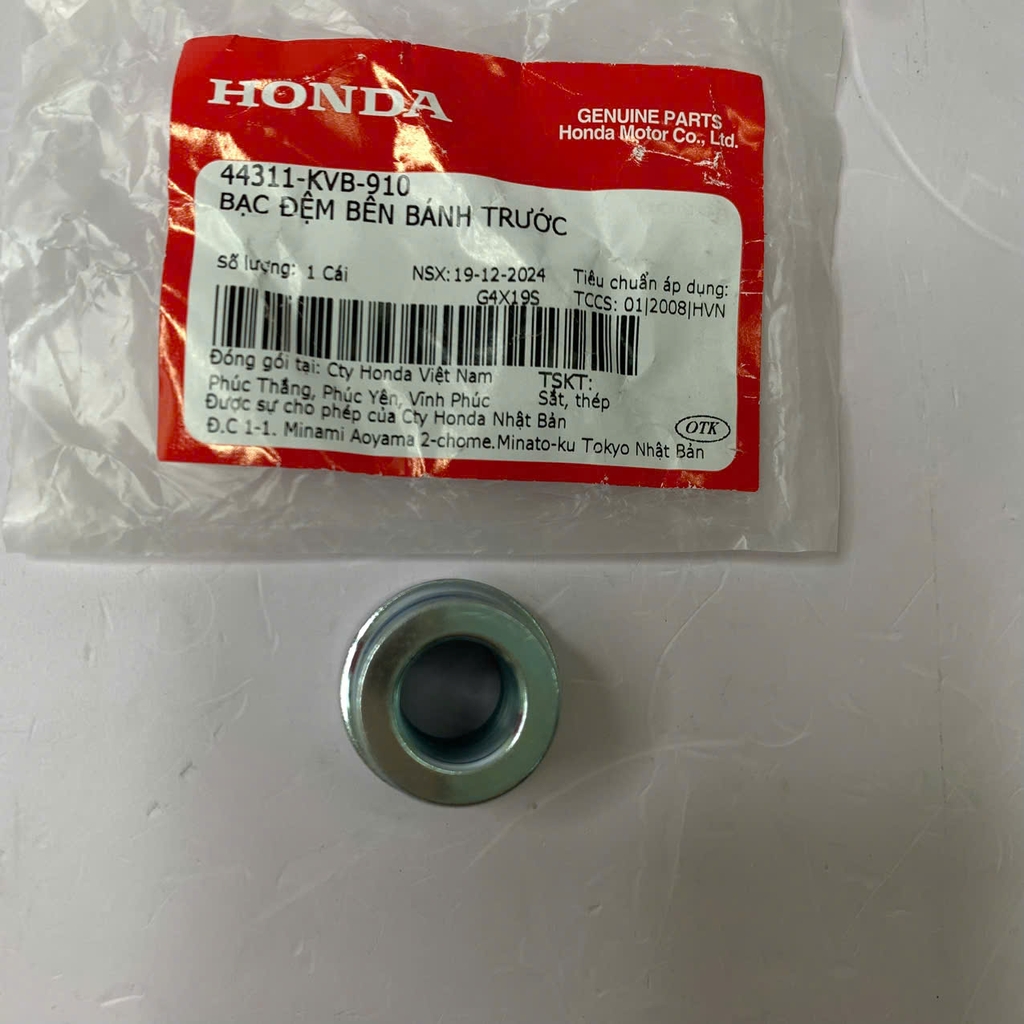 HONDA
GENUINE PARTS
Honda Motor Co., Ltd.
44311-KVB-910
BẠC ĐỆM BÊN BÁNH TRƯỚC
Số lượng: 1 Cái NSX: 19-12-2024 Tiêu chuẩn áp dụng:
G4X19S TCCS: 01|2008|HVN
Đóng gói tại: Cty Honda Việt Nam TSKT:
Phúc Thắng, Phúc Yên, Vĩnh Phúc Sắt, thép
Được sự cho phép của Cty Honda Nhật Bản
Đ.C 1-1. Minami Aoyama 2-chome.Minato-ku Tokyo Nhật Bản
OTK